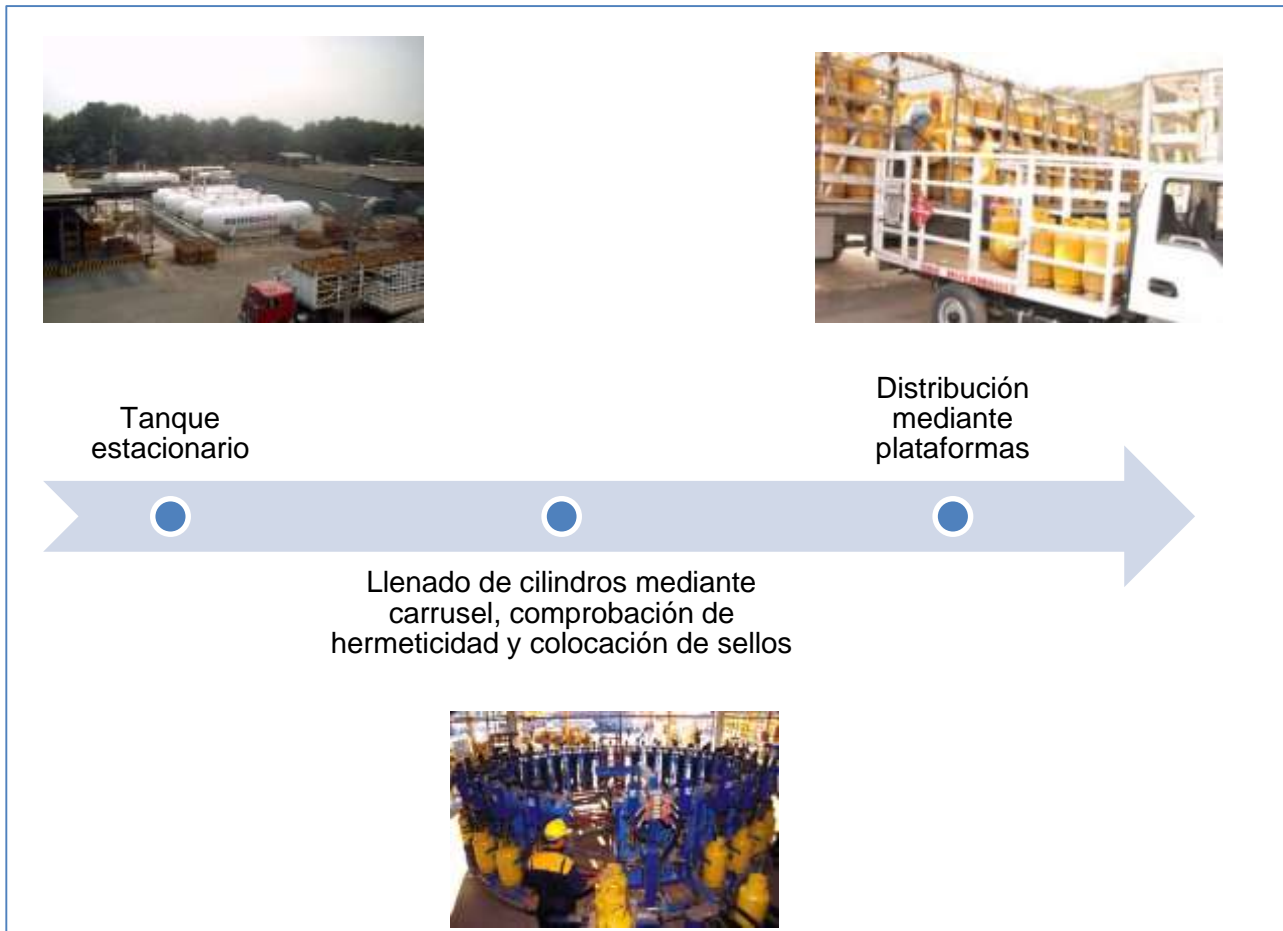 Tanque
estacionario
Distribución
mediante
plataformas
Llenado de cilindros mediante
carrusel, comprobación de
hermeticidad y colocación de sellos